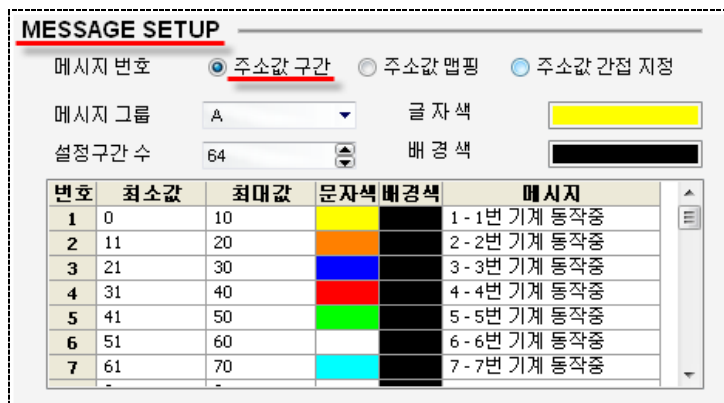 MESSAGE SETUP
메시지 번호 주소값 구간 주소값 맵핑 주소값 간접 지정
메시지 그룹 A 글 자 색
설정구간 수 64 배 경 색
번호 최소값 최대값 문자색 배경색 메시지
1 0 10 1 - 1번 기계 동작중
2 11 20 2 - 2번 기계 동작중
3 21 30 3 - 3번 기계 동작중
4 31 40 4 - 4번 기계 동작중
5 41 50 5 - 5번 기계 동작중
6 51 60 6 - 6번 기계 동작중
7 61 70 7 - 7번 기계 동작중